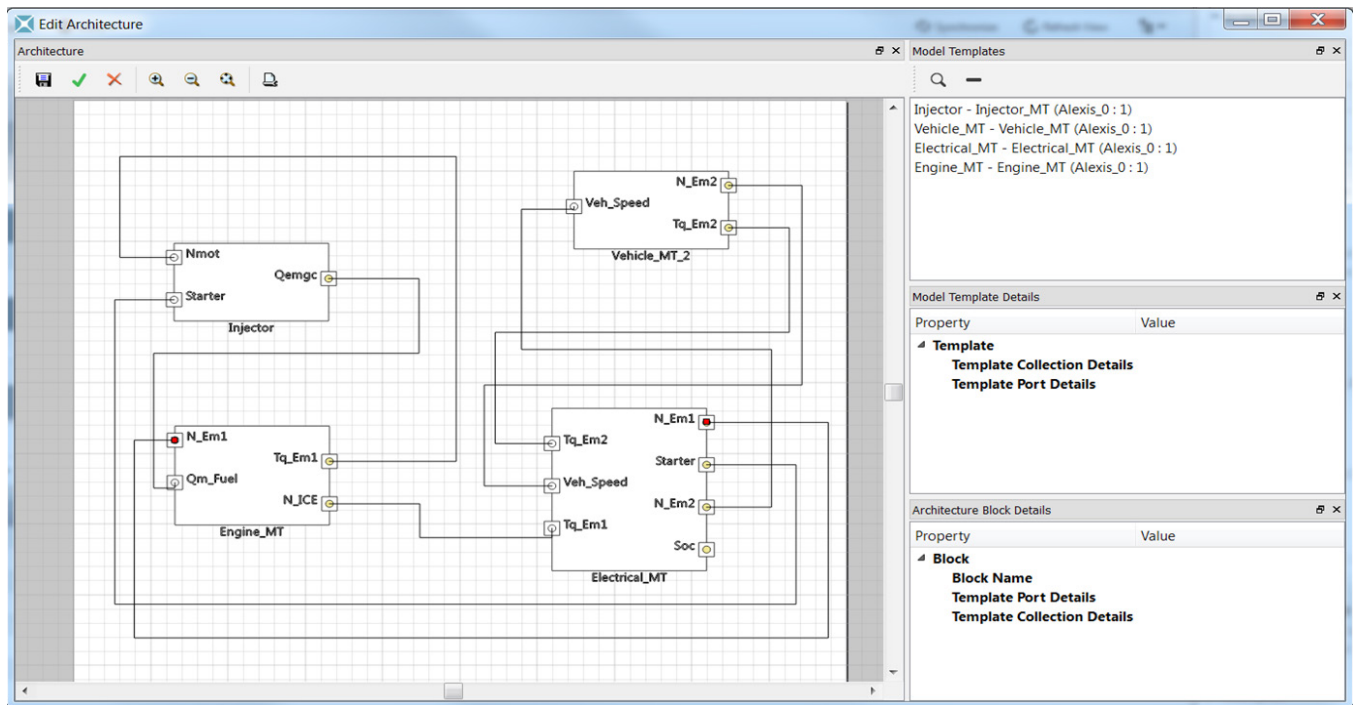 Edit Architecture
Architecture
Nmot
Qemgc
Starter
Injector
N_Em2
Veh_Speed
Tq_Em2
Vehicle_MT_2
N_Em1
Tq_Em1
Qm_Fuel
N_ICE
Engine_MT
N_Em1
Tq_Em2
Starter
Veh_Speed
N_Em2
Tq_Em1
Soc
Electrical_MT
Model Templates
Injector - Injector_MT (Alexis_0 : 1)
Vehicle_MT - Vehicle_MT (Alexis_0 : 1)
Electrical_MT - Electrical_MT (Alexis_0 : 1)
Engine_MT - Engine_MT (Alexis_0 : 1)
Model Template Details
Property Value
Template
Template Collection Details
Template Port Details
Architecture Block Details
Property Value
Block
Block Name
Template Port Details
Template Collection Details